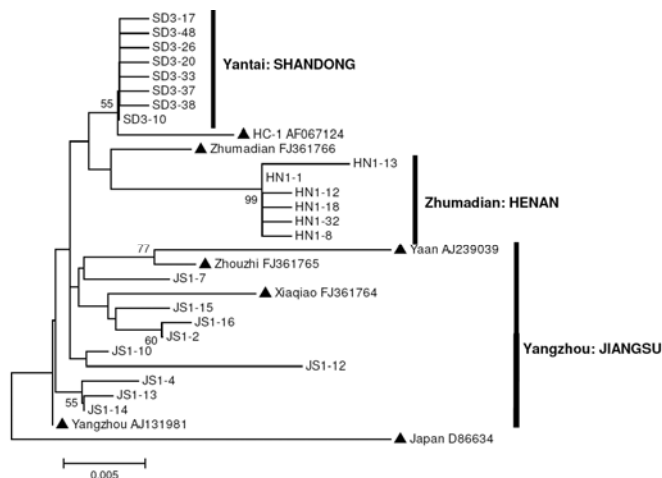 SD3-17
SD3-48
SD3-26
SD3-20
SD3-33
SD3-37
SD3-38
SD3-10
55
Yantai: SHANDONG
▲ HC-1 AF067124
▲ Zhumadian FJ361766
HN1-13
HN1-1
HN1-12
HN1-18
HN1-32
HN1-8
99
Zhumadian: HENAN
77
▲ Yaan AJ239039
▲ Zhouzhi FJ361765
JS1-7
▲ Xiaqiao FJ361764
JS1-15
JS1-16
60
JS1-2
JS1-10
JS1-12
Yangzhou: JIANGSU
JS1-4
55
JS1-13
JS1-14
▲ Yangzhou AJ131981
▲ Japan D86634
0.005